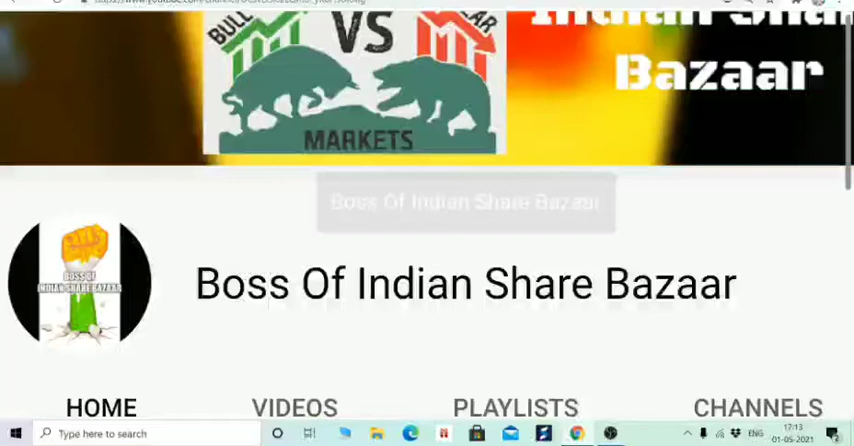 BULL
VS
Bazaar
MARKETS
Boss Of Indian Share Bazaar
BOSS OF
INDIAN SHARE BAZAAR
Boss Of Indian Share Bazaar
HOME VIDEOS PLAYLISTS CHANNELS
Type here to search
ENG
17:13
01-05-2021